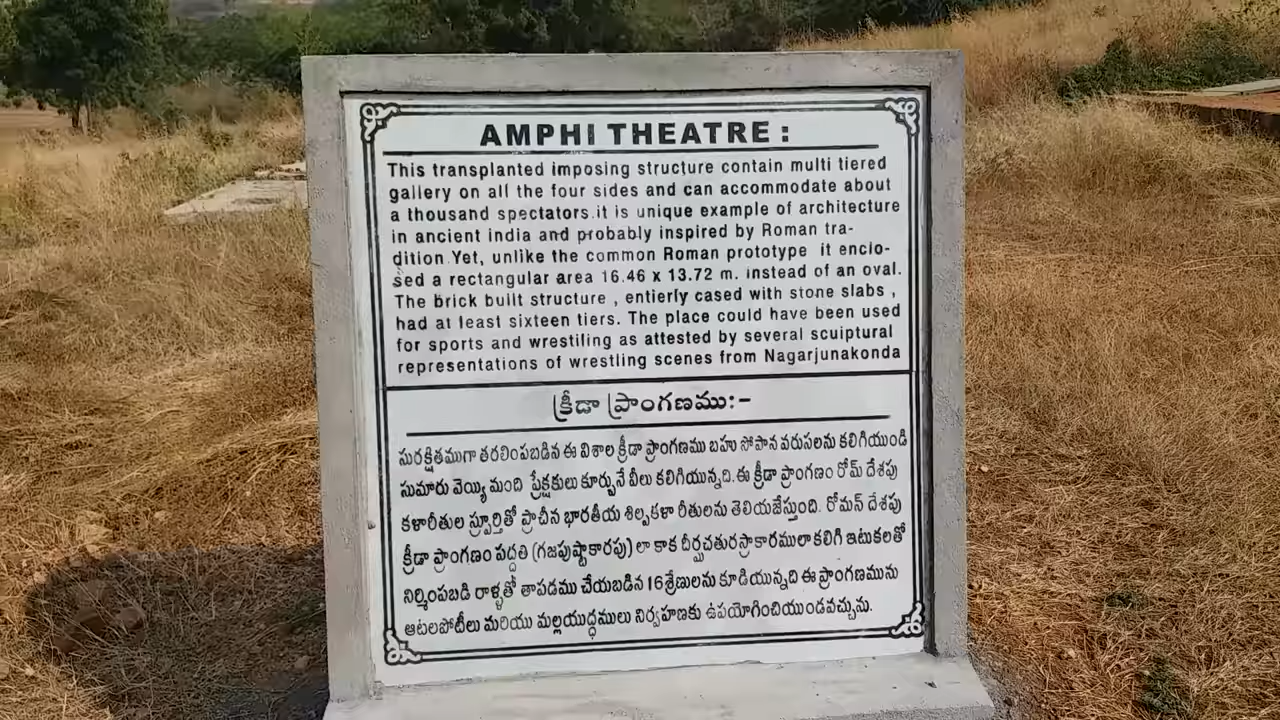 AMPHI THEATRE :
This transplanted imposing structure contain multi tiered
gallery on all the four sides and can accommodate about
a thousand spectators.it is unique example of architecture
in ancient india and probably inspired by Roman tra-
dition.Yet, unlike the common Roman prototype it enclo-
sed a rectangular area 16.46 x 13.72 m. instead of an oval.
The brick built structure , entierly cased with stone slabs ,
had at least sixteen tiers. The place could have been used
for sports and wrestiling as attested by several scuiptural
representations of wrestling scenes from Nagarjunakonda
క్రీడా ప్రాంగణము:-
సురక్షితముగా తరలింపబడిన ఈ విశాల క్రీడా ప్రాంగణము బహు సోపాన వరుసలను కలిగియుండి
సుమారు వెయ్యి మంది ప్రేక్షకులు కూర్చునే వీలు కలిగియున్నది.ఈ క్రీడా ప్రాంగణం రోమ్ దేశపు
కళారీతుల స్ఫూర్తితో ప్రాచీన భారతీయ శిల్పకళా రీతులను తెలియజేస్తుంది. రోమన్ దేశపు
క్రీడా ప్రాంగణం పద్దతి (గజపుష్టాకారపు) లా కాక దీర్ఘచతురస్రాకారములాకలిగి ఇటుకలతో
నిర్మింపబడి రాళ్ళతో తాపడము చేయబడిన 16శ్రేణులను కూడియున్నది ఈ ప్రాంగణమును
ఆటలపోటీలు మరియు మల్లయుద్ధములు నిర్వహణకు ఉపయోగించియుండవచ్చును.